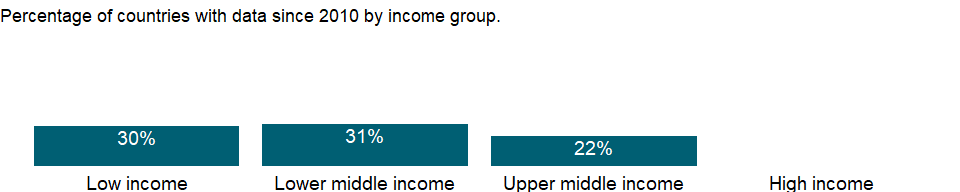 Percentage of countries with data since 2010 by income group.
31%
30%
22%
Low income Lower middle income Upper middle income High income